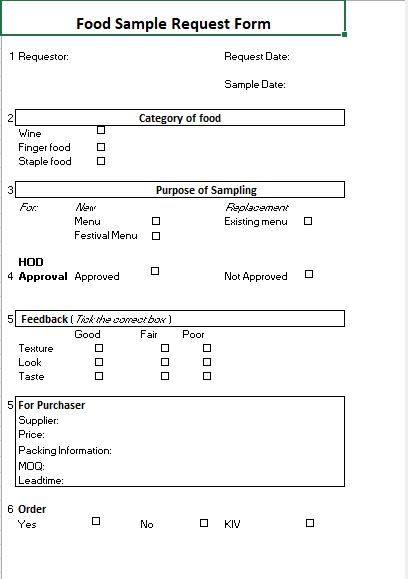 Food Sample Request Form
1 Requestor: Request Date:
Sample Date:
2 Category of food
Wine
Finger food
Staple food
3 Purpose of Sampling
For: New Replacement
Menu Existing menu
Festival Menu
HOD
4 Approval Approved Not Approved
5 Feedback ( Tick the correct box )
Good Fair Poor
Texture
Look
Taste
5 For Purchaser
Supplier:
Price:
Packing Information:
MOQ:
Leadtime:
6 Order
Yes No KIV